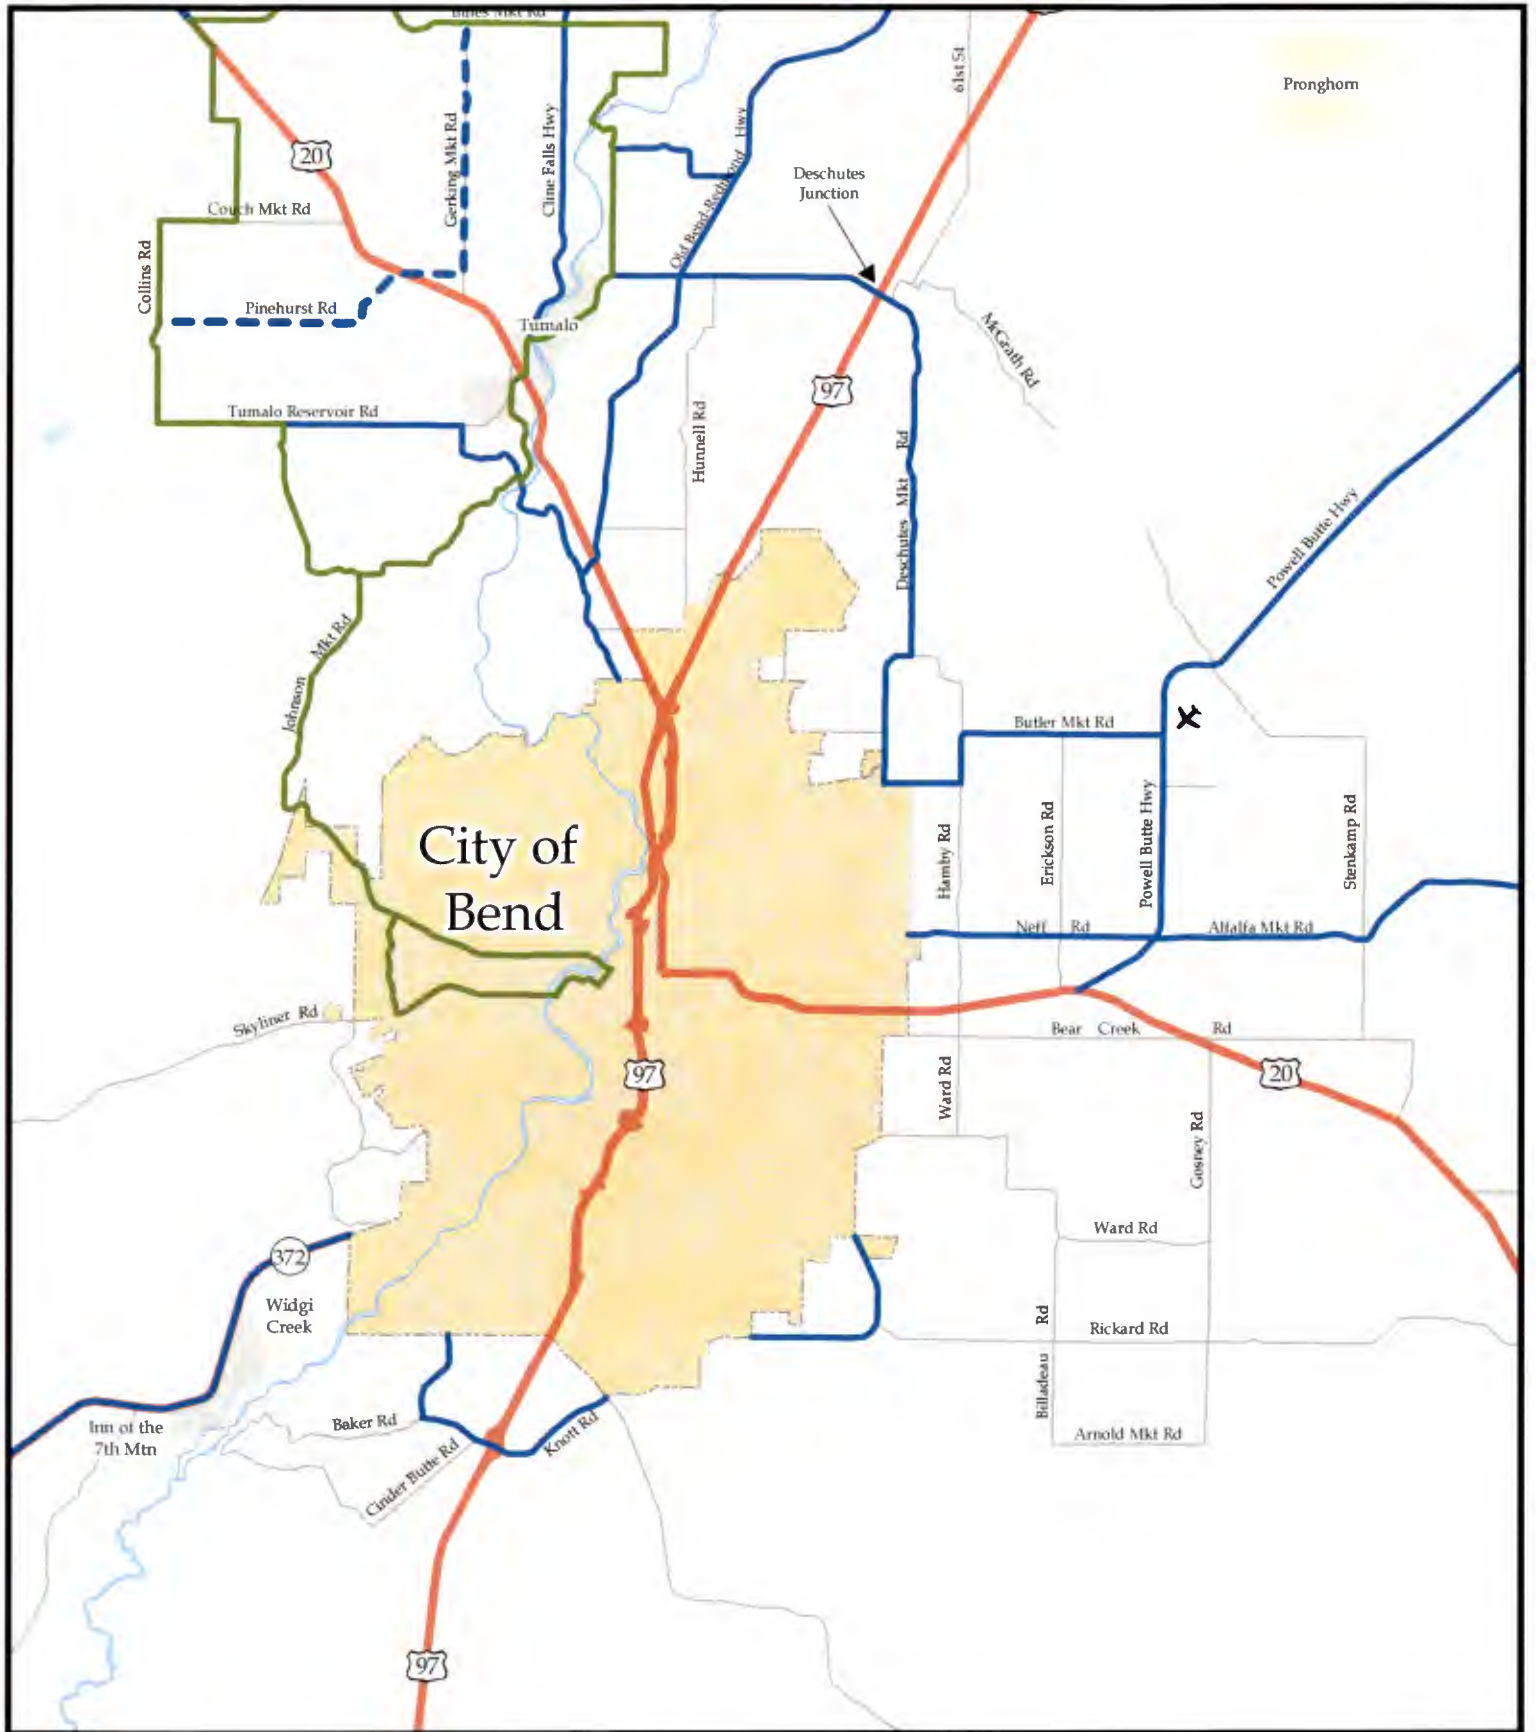 Mkt Rd
61st St
Pronghorn
20
Gerking Mkt Rd
Cline Falls Hwy
Old Bend-Redmond Hwy
Deschutes
Junction
Couch Mkt Rd
Collins Rd
Pinehurst Rd
Tumalo
McGrath Rd
97
Tumalo Reservoir Rd
Hunnell Rd
Deschutes Mkt Rd
Powell Butte Hwy
Johnson Mkt Rd
Butler Mkt Rd
City of
Bend
Hamby Rd
Erickson Rd
Powell Butte Hwy
Stenkamp Rd
Neff Rd
Alfalfa Mkt Rd
Skyliner Rd
Bear Creek Rd
97
20
Ward Rd
Gosney Rd
Ward Rd
372
Widgi
Creek
Billadeau Rd
Rickard Rd
Inn of the
7th Mtn
Baker Rd
Cinder Butte Rd
Knott Rd
Arnold Mkt Rd
97